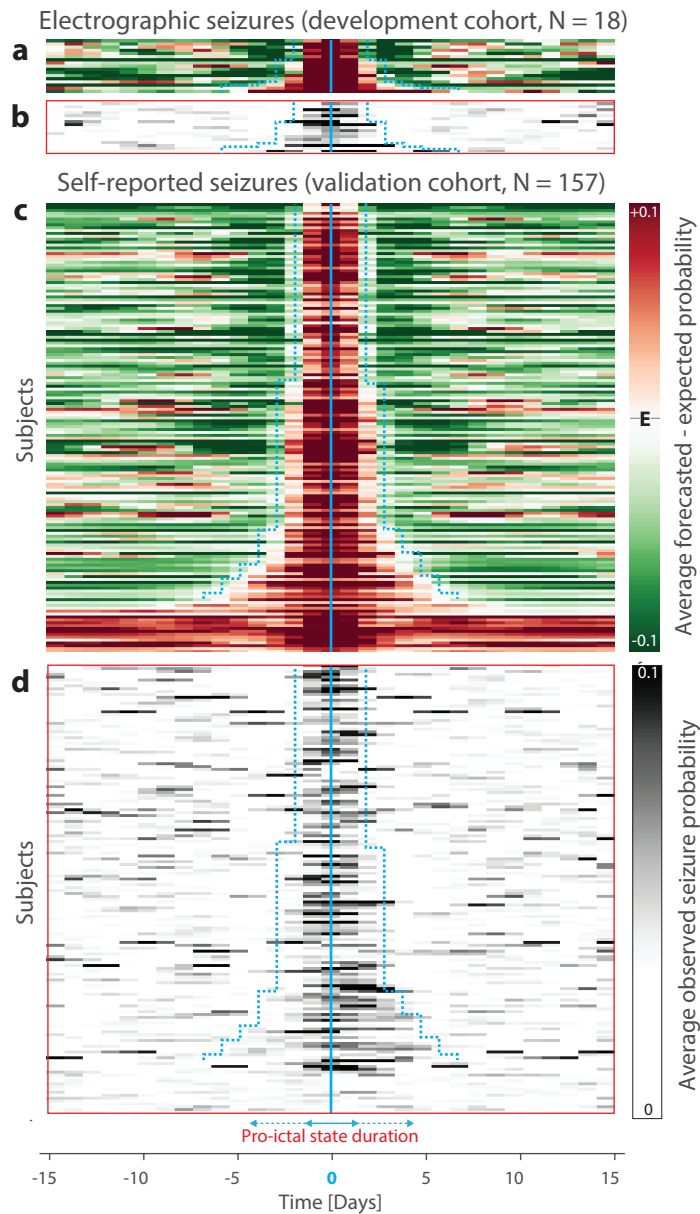 Electrographic seizures (development cohort, N = 18)
a
b
Self-reported seizures (validation cohort, N = 157)
c
Subjects
+0.1
E
-0.1
Average forecasted - expected probability
d
Subjects
0.1
0
Average observed seizure probability
Pro-ictal state duration
-15 -10 -5 0 5 10 15
Time [Days]